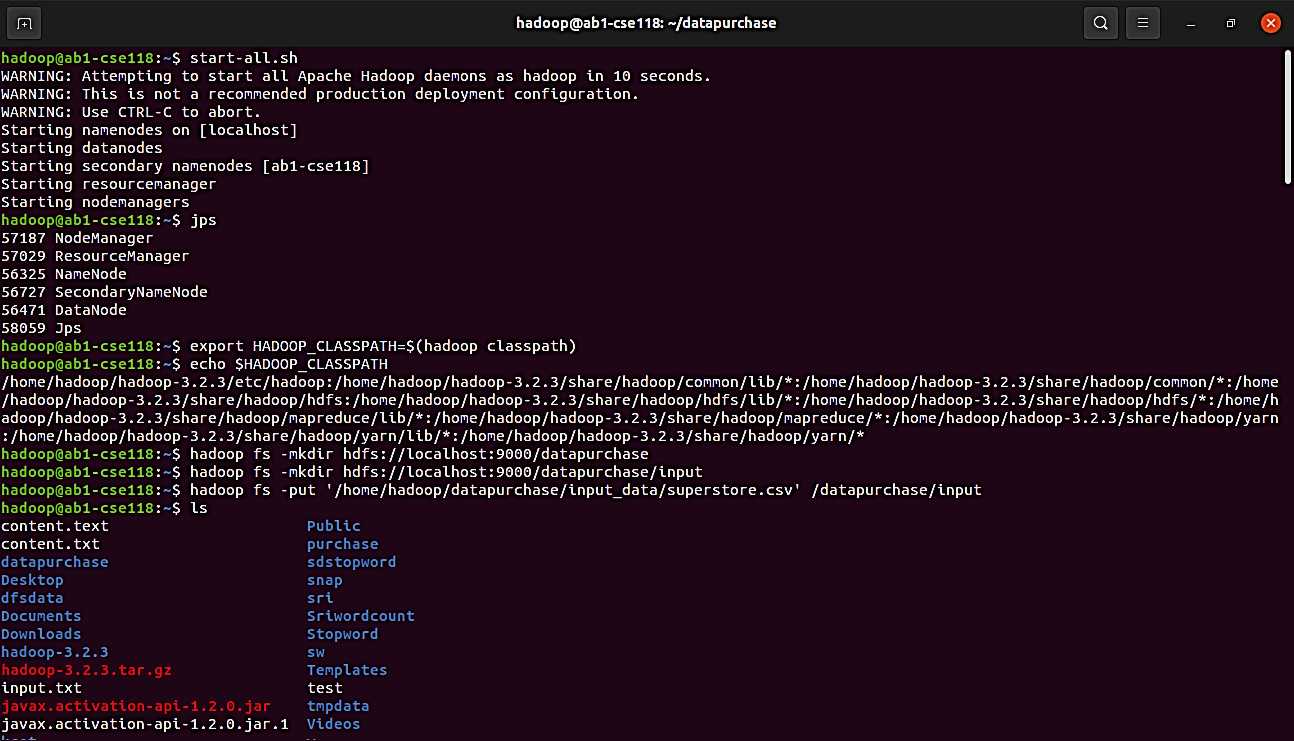 hadoop@ab1-cse118: ~/datapurchase
hadoop@ab1-cse118:~$ start-all.sh
WARNING: Attempting to start all Apache Hadoop daemons as hadoop in 10 seconds.
WARNING: This is not a recommended production deployment configuration.
WARNING: Use CTRL-C to abort.
Starting namenodes on [localhost]
Starting datanodes
Starting secondary namenodes [ab1-cse118]
Starting resourcemanager
Starting nodemanagers
hadoop@ab1-cse118:~$ jps
57187 NodeManager
57029 ResourceManager
56325 NameNode
56727 SecondaryNameNode
56471 DataNode
58059 Jps
hadoop@ab1-cse118:~$ export HADOOP_CLASSPATH=$(hadoop classpath)
hadoop@ab1-cse118:~$ echo $HADOOP_CLASSPATH
/home/hadoop/hadoop-3.2.3/etc/hadoop:/home/hadoop/hadoop-3.2.3/share/hadoop/common/lib/*:/home/hadoop/hadoop-3.2.3/share/hadoop/common/*:/home
/hadoop/hadoop-3.2.3/share/hadoop/hdfs:/home/hadoop/hadoop-3.2.3/share/hadoop/hdfs/lib/*:/home/hadoop/hadoop-3.2.3/share/hadoop/hdfs/*:/home/h
adoop/hadoop-3.2.3/share/hadoop/mapreduce/lib/*:/home/hadoop/hadoop-3.2.3/share/hadoop/mapreduce/*:/home/hadoop/hadoop-3.2.3/share/hadoop/yarn
:/home/hadoop/hadoop-3.2.3/share/hadoop/yarn/lib/*:/home/hadoop/hadoop-3.2.3/share/hadoop/yarn/*
hadoop@ab1-cse118:~$ hadoop fs -mkdir hdfs://localhost:9000/datapurchase
hadoop@ab1-cse118:~$ hadoop fs -mkdir hdfs://localhost:9000/datapurchase/input
hadoop@ab1-cse118:~$ hadoop fs -put '/home/hadoop/datapurchase/input_data/superstore.csv' /datapurchase/input
hadoop@ab1-cse118:~$ ls
content.text Public
content.txt purchase
datapurchase sdstopword
Desktop snap
dfsdata sri
Documents Sriwordcount
Downloads Stopword
hadoop-3.2.3 sw
hadoop-3.2.3.tar.gz Templates
input.txt test
javax.activation-api-1.2.0.jar tmpdata
javax.activation-api-1.2.0.jar.1 Videos